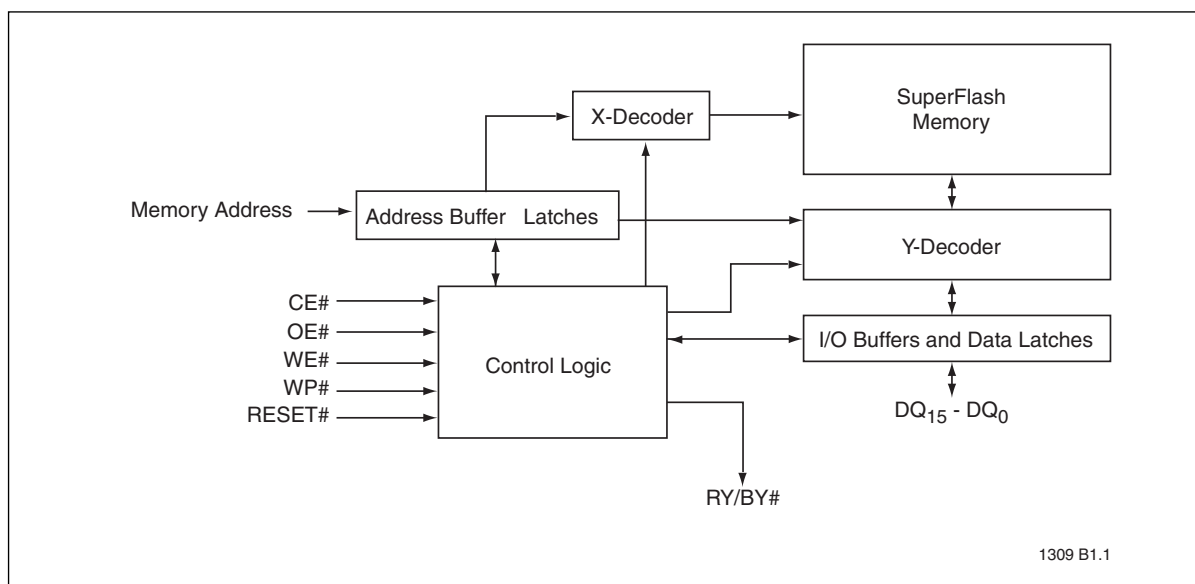 SuperFlash
Memory
X-Decoder
Memory Address
Address Buffer Latches
Y-Decoder
CE#
OE#
WE#
WP#
RESET#
Control Logic
I/O Buffers and Data Latches
DQ15 - DQ0
RY/BY#
1309 B1.1